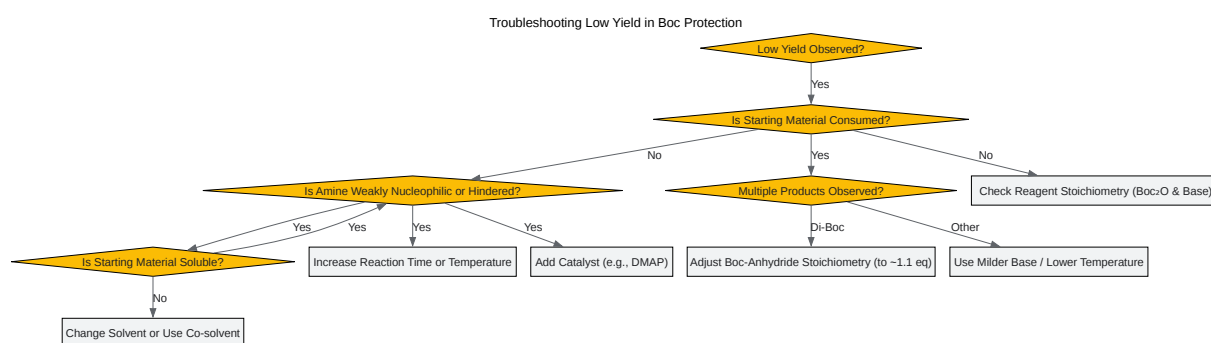 Troubleshooting Low Yield in Boc Protection
Low Yield Observed?
Yes
Is Starting Material Consumed?
No
Yes
No
Is Amine Weakly Nucleophilic or Hindered?
Multiple Products Observed?
Check Reagent Stoichiometry (Boc₂O & Base)
Yes
Yes
Yes
Yes
Di-Boc
Other
Is Starting Material Soluble?
Increase Reaction Time or Temperature
Add Catalyst (e.g., DMAP)
Adjust Boc-Anhydride Stoichiometry (to ~1.1 eq)
Use Milder Base / Lower Temperature
No
Change Solvent or Use Co-solvent